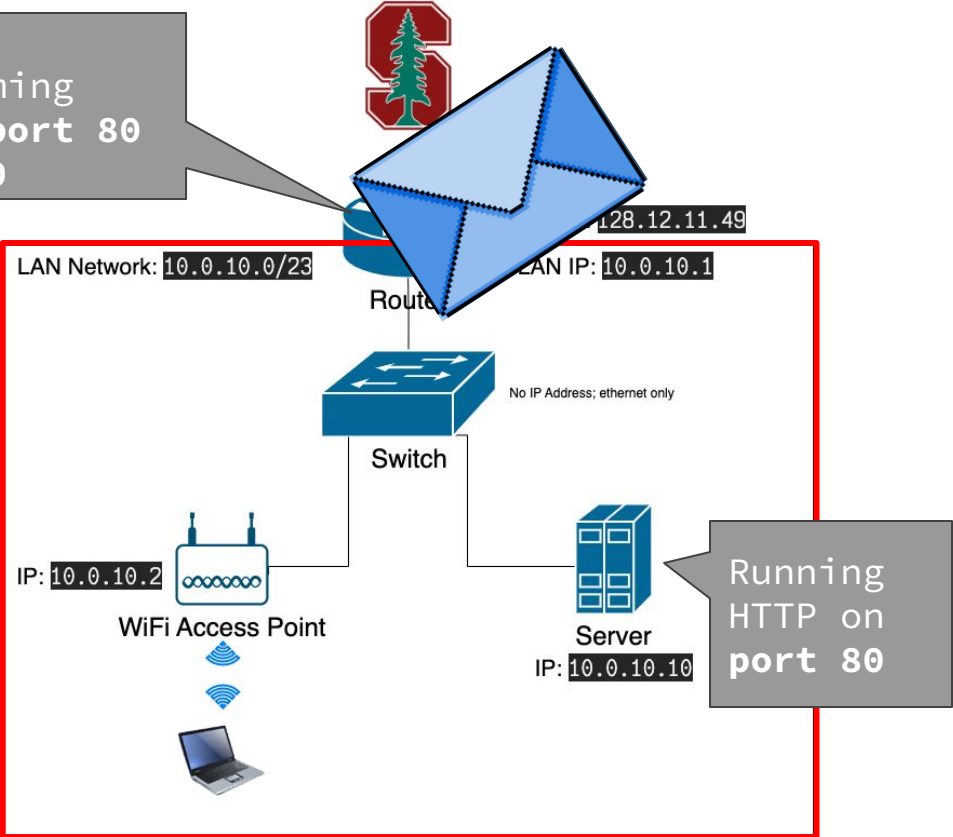 port 80
128.12.11.49
LAN Network: 10.0.10.0/23
IP: 10.0.10.1
No IP Address; ethernet only
Switch
IP: 10.0.10.2
WiFi Access Point
Server
IP: 10.0.10.10
Running
HTTP on
port 80